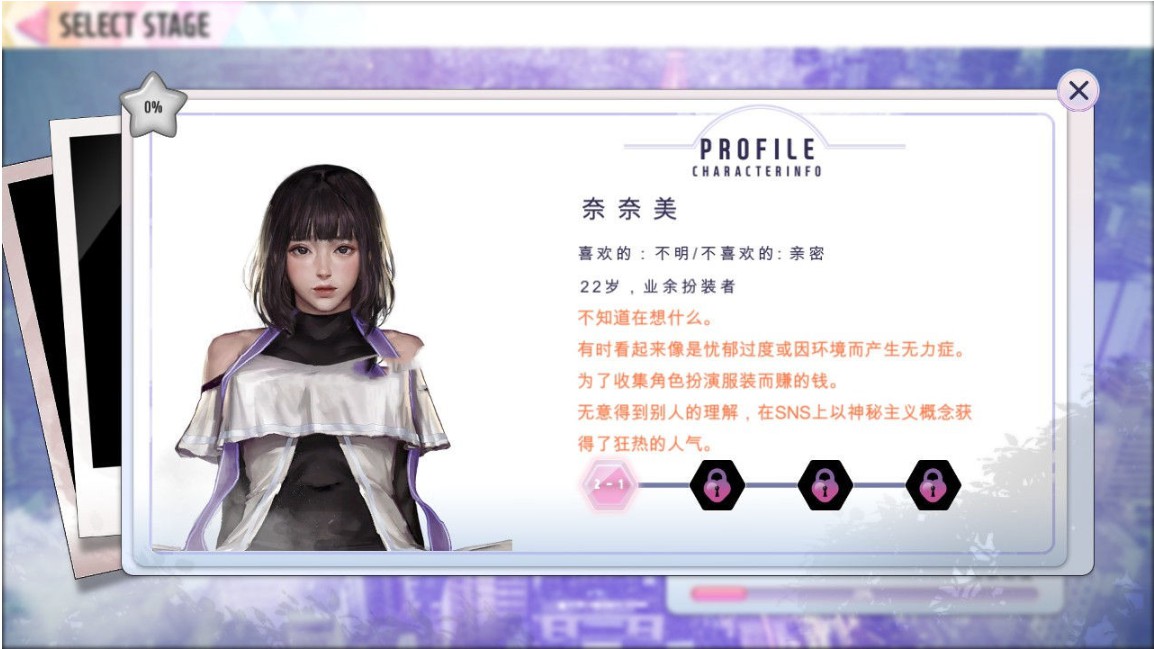 SELECT STAGE
0%
PROFILE
CHARACTERINFO
奈奈美
喜欢的：不明/不喜欢的: 亲密
22岁，业余扮装者
不知道在想什么。
有时看起来像是忧郁过度或因环境而产生无力症。
为了收集角色扮演服装而赚的钱。
无意得到别人的理解，在SNS上以神秘主义概念获
得了狂热的人气。
2-1